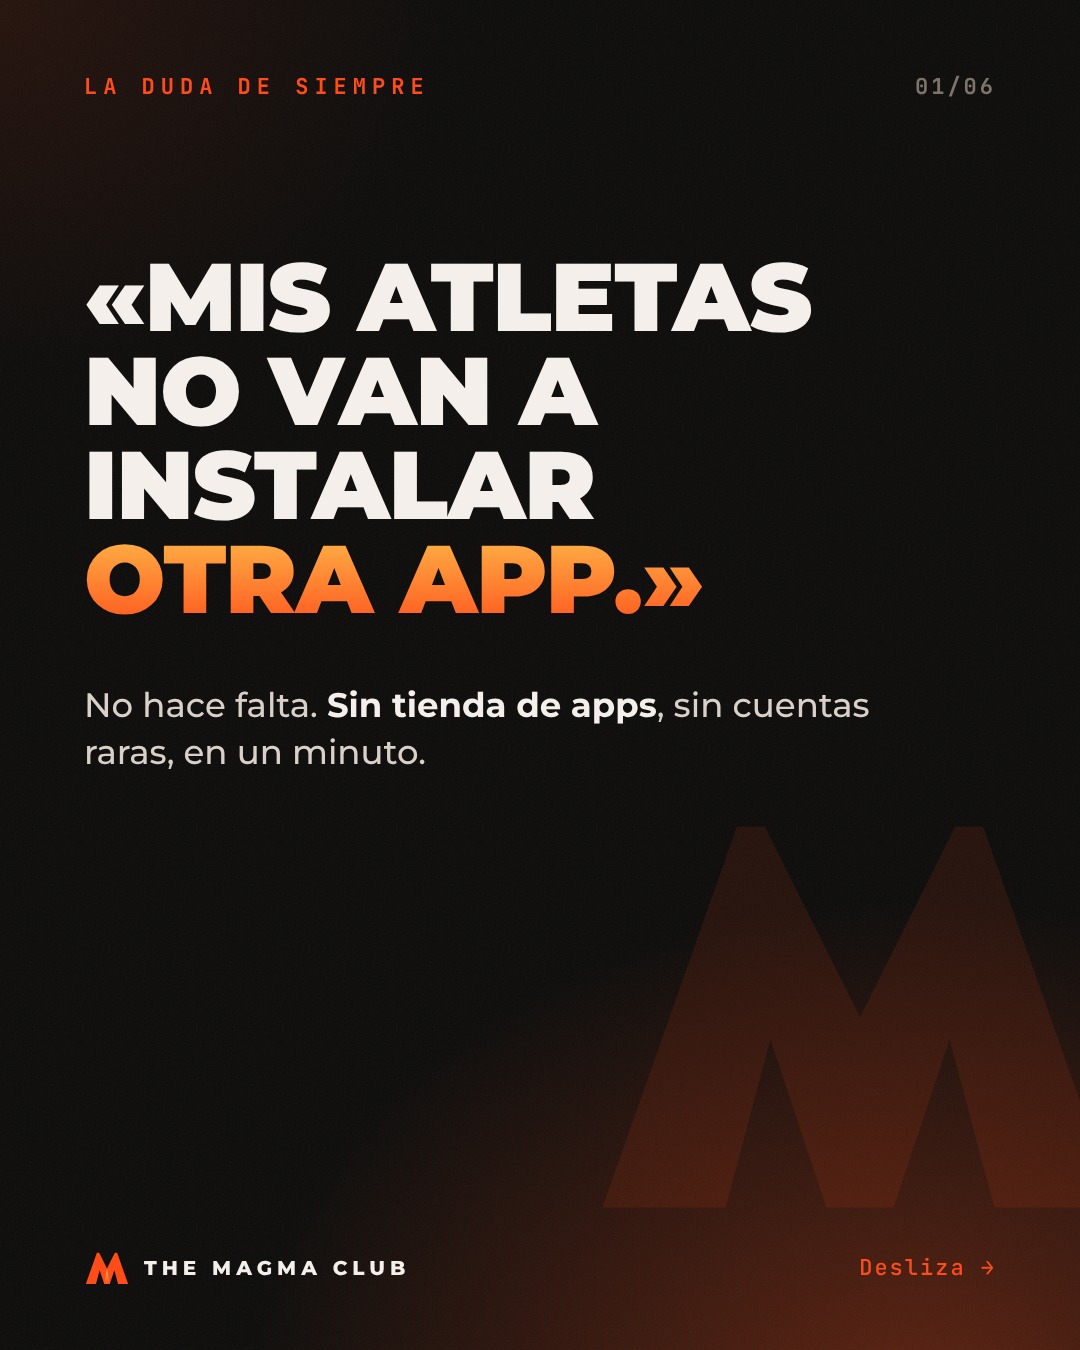 LA DUDA DE SIEMPRE
01/06
«MIS ATLETAS
NO VAN A
INSTALAR
OTRA APP.»
No hace falta. Sin tienda de apps, sin cuentas
raras, en un minuto.
THE MAGMA CLUB
Desliza →